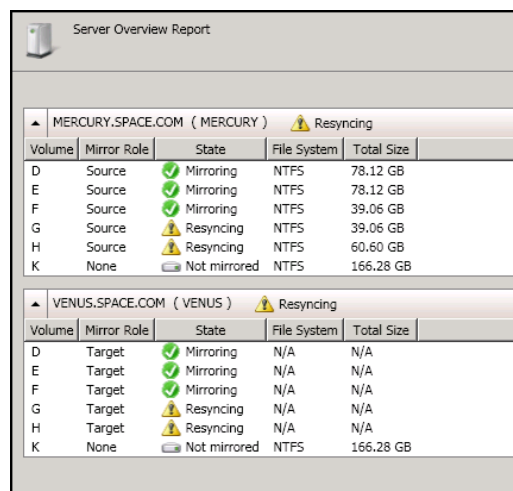 Server Overview Report
MERCURY.SPACE.COM ( MERCURY ) Resyncing
Volume Mirror Role State File System Total Size
D Source Mirroring NTFS 78.12 GB
E Source Mirroring NTFS 78.12 GB
F Source Mirroring NTFS 39.06 GB
G Source Resyncing NTFS 39.06 GB
H Source Resyncing NTFS 60.60 GB
K None Not mirrored NTFS 166.28 GB
VENUS.SPACE.COM ( VENUS ) Resyncing
Volume Mirror Role State File System Total Size
D Target Mirroring N/A N/A
E Target Mirroring N/A N/A
F Target Mirroring N/A N/A
G Target Resyncing N/A N/A
H Target Resyncing N/A N/A
K None Not mirrored NTFS 166.28 GB